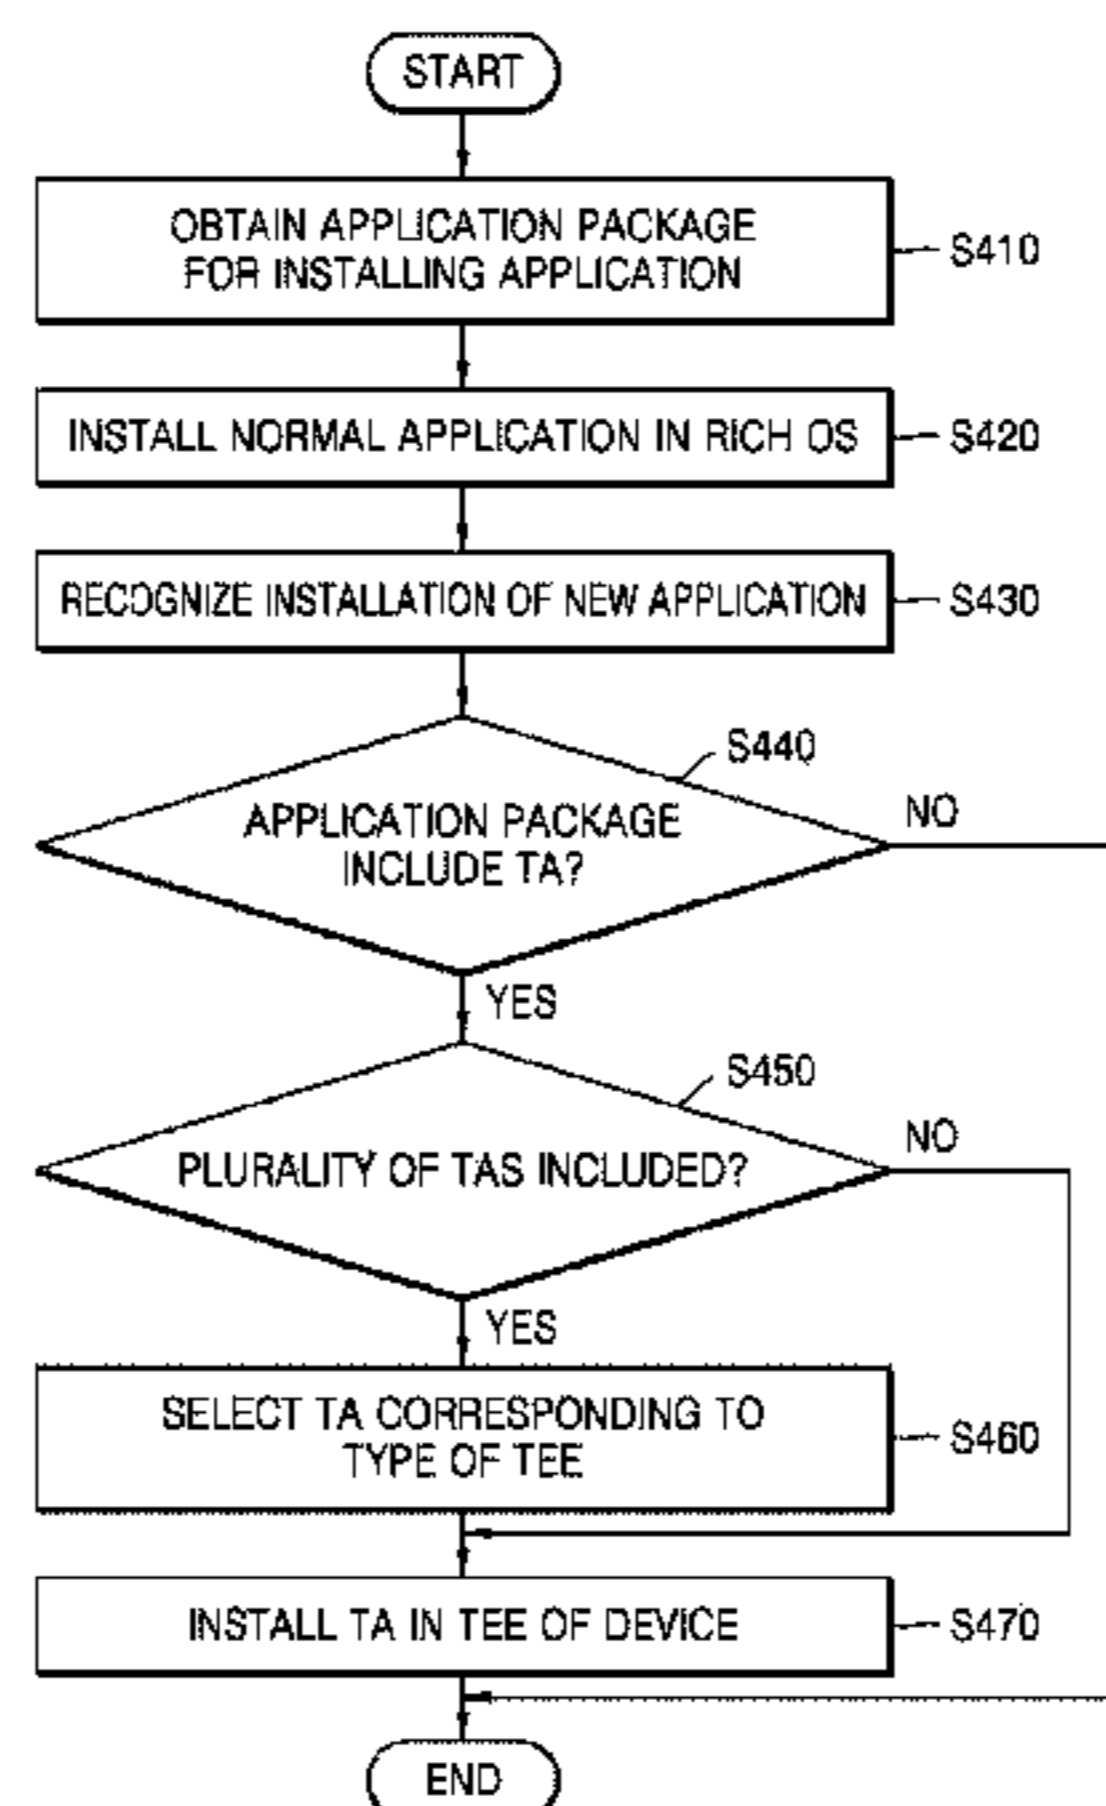 START
OBTAIN APPLICATION PACKAGE
FOR INSTALLING APPLICATION
S410
INSTALL NORMAL APPLICATION IN RICH OS
S420
RECOGNIZE INSTALLATION OF NEW APPLICATION
S430
S440
APPLICATION PACKAGE
INCLUDE TA?
NO
YES
S450
PLURALITY OF TAS INCLUDED?
NO
YES
SELECT TA CORRESPONDING TO
TYPE OF TEE
S460
INSTALL TA IN TEE OF DEVICE
S470
END